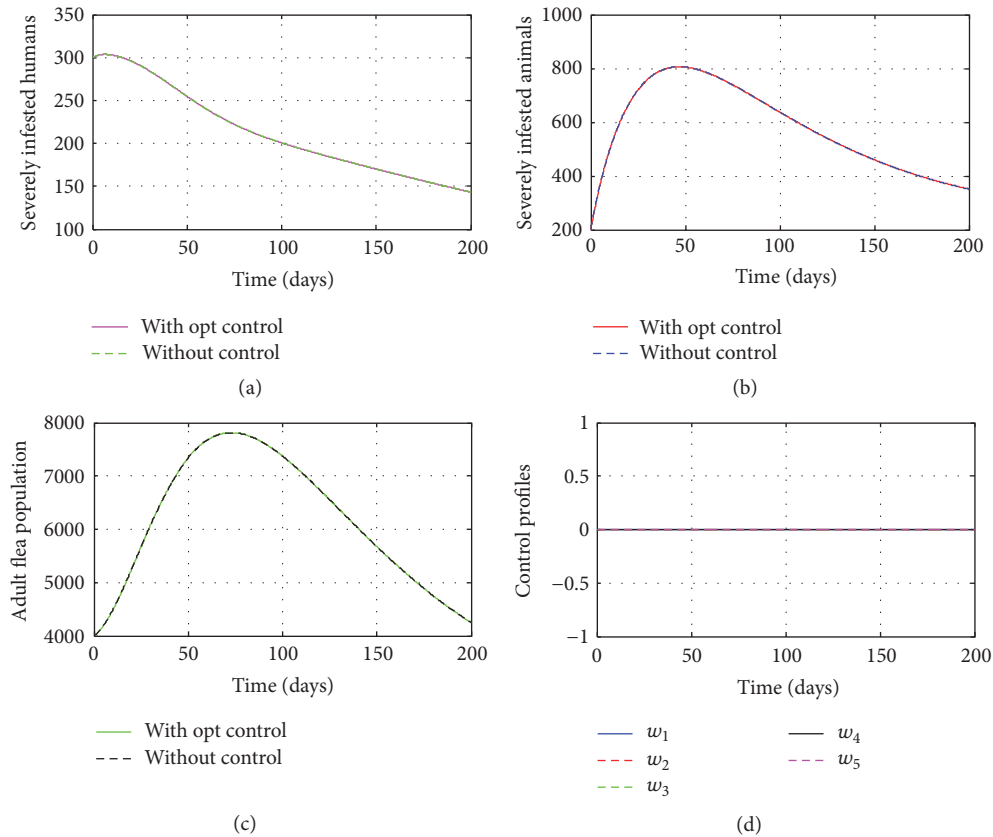 350
300
250
200
150
100
Severely infested humans
0
50
100
150
200
Time (days)
With opt control
Without control
(a)
1000
800
600
400
200
Severely infested animals
0
50
100
150
200
Time (days)
With opt control
Without control
(b)
8000
7000
6000
5000
4000
Adult flea population
0
50
100
150
200
Time (days)
With opt control
Without control
(c)
1
0.5
0
−0.5
−1
Control profiles
0
50
100
150
200
Time (days)
w₁
w₂
w₃
w₄
w₅
(d)